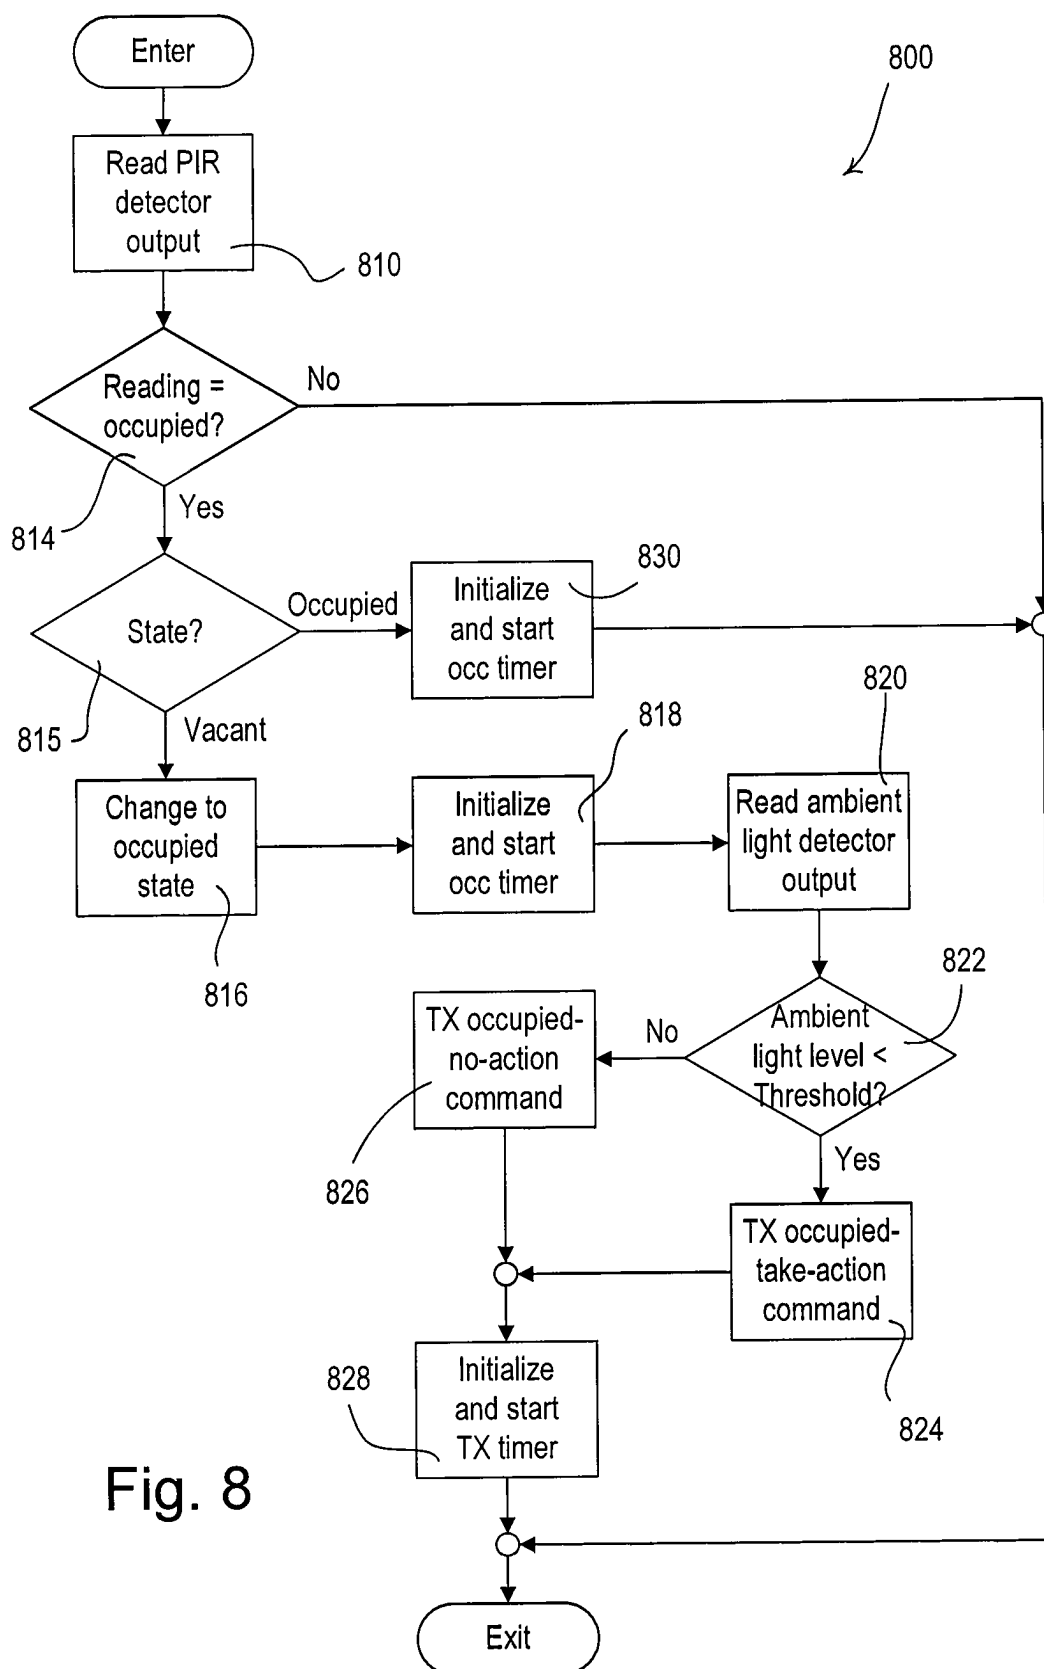 Enter
800
Read PIR
detector
output
810
Reading =
occupied?
No
814
Yes
State?
Occupied
815
Vacant
Initialize
and start
occ timer
830
Change to
occupied
state
816
Initialize
and start
occ timer
818
Read ambient
light detector
output
820
Ambient
light level <
Threshold?
822
No
Yes
TX occupied-
no-action
command
826
TX occupied-
take-action
command
824
Initialize
and start
TX timer
828
Exit
Fig. 8